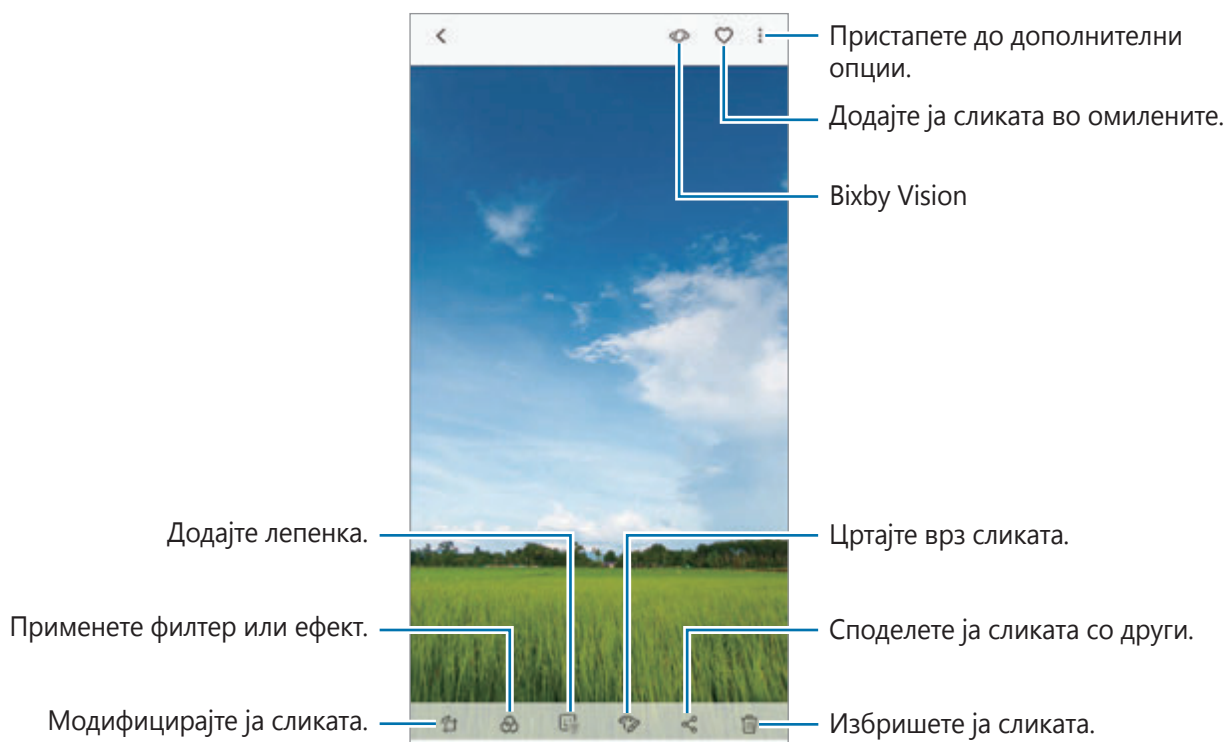 Пристапете до дополнителни
опции.
Додајте ја сликата во омилените.
Bixby Vision
Додајте лепенка.
Цртајте врз сликата.
Применете филтер или ефект.
Споделете ја сликата со други.
Модифицирајте ја сликата.
Избришете ја сликата.